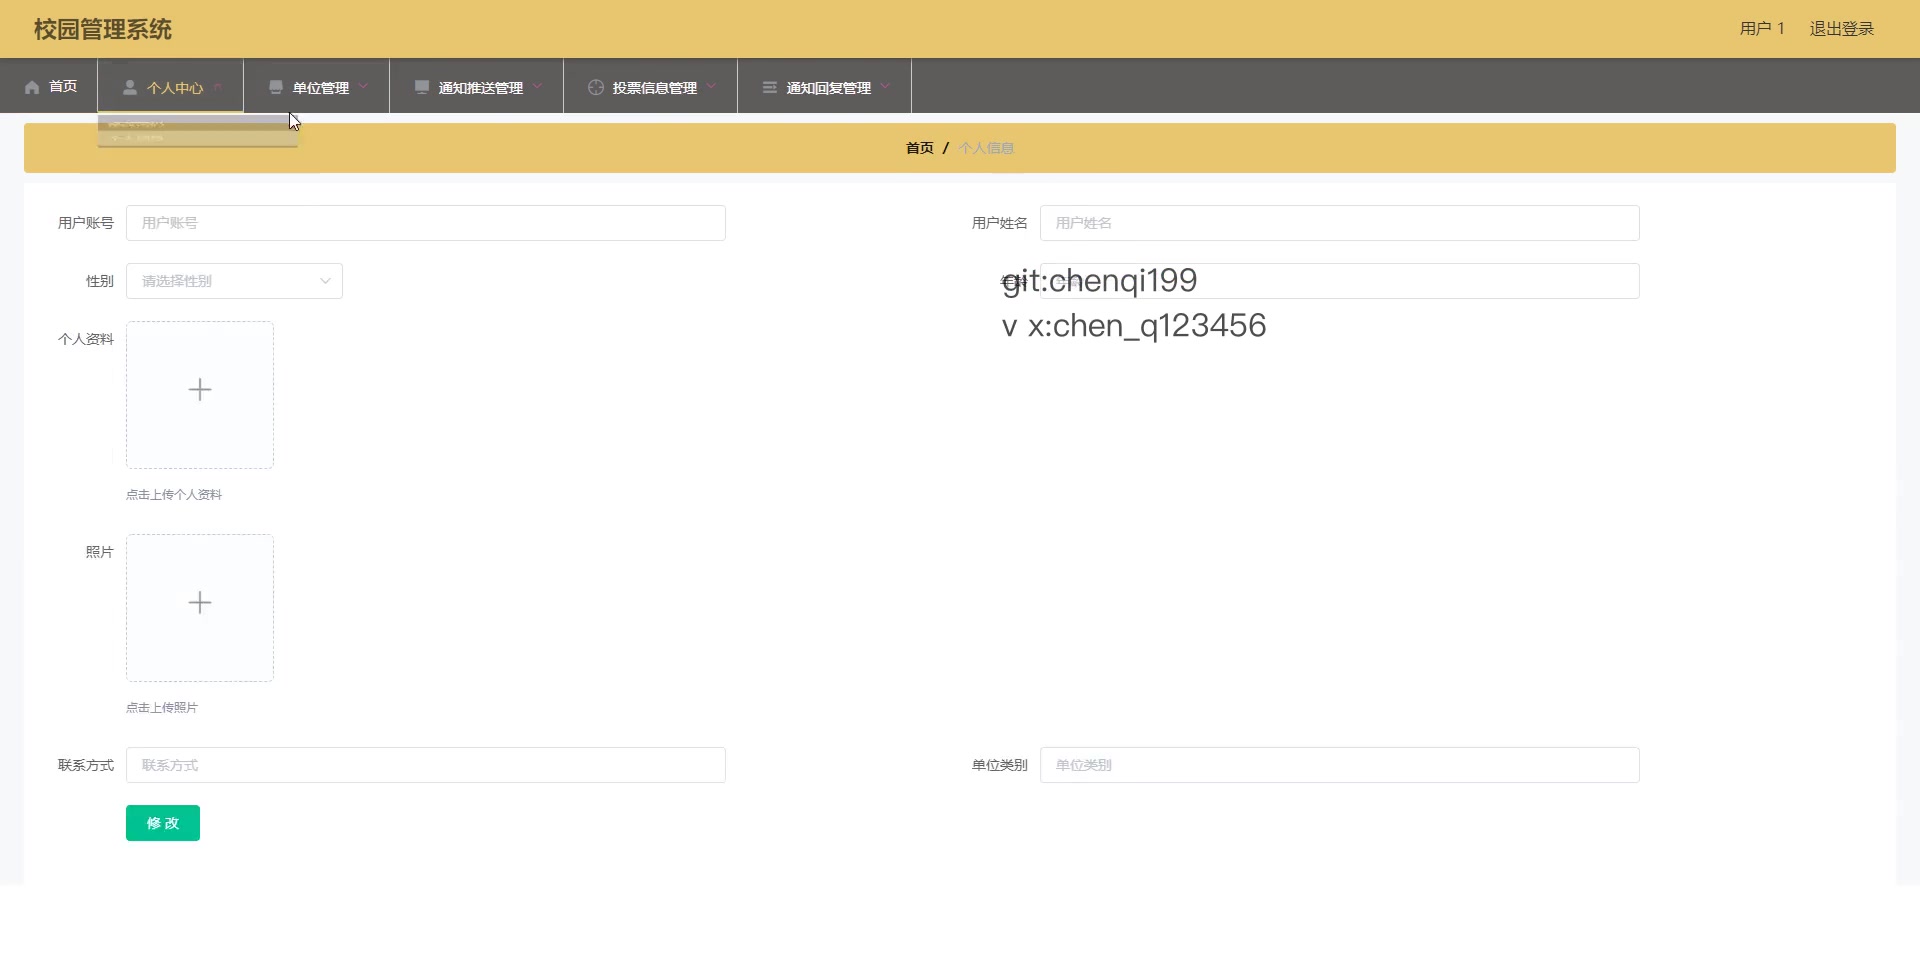 校园管理系统
用户 1
退出登录
首页
个人中心
单位管理
通知推送管理
投票信息管理
通知回复管理
首页 / 个人信息
用户账号
用户账号
用户姓名
用户姓名
性别
请选择性别
年龄
git:chenqi199
v x:chen_q123456
个人资料
点击上传个人资料
照片
点击上传照片
联系方式
联系方式
单位类别
单位类别
修 改